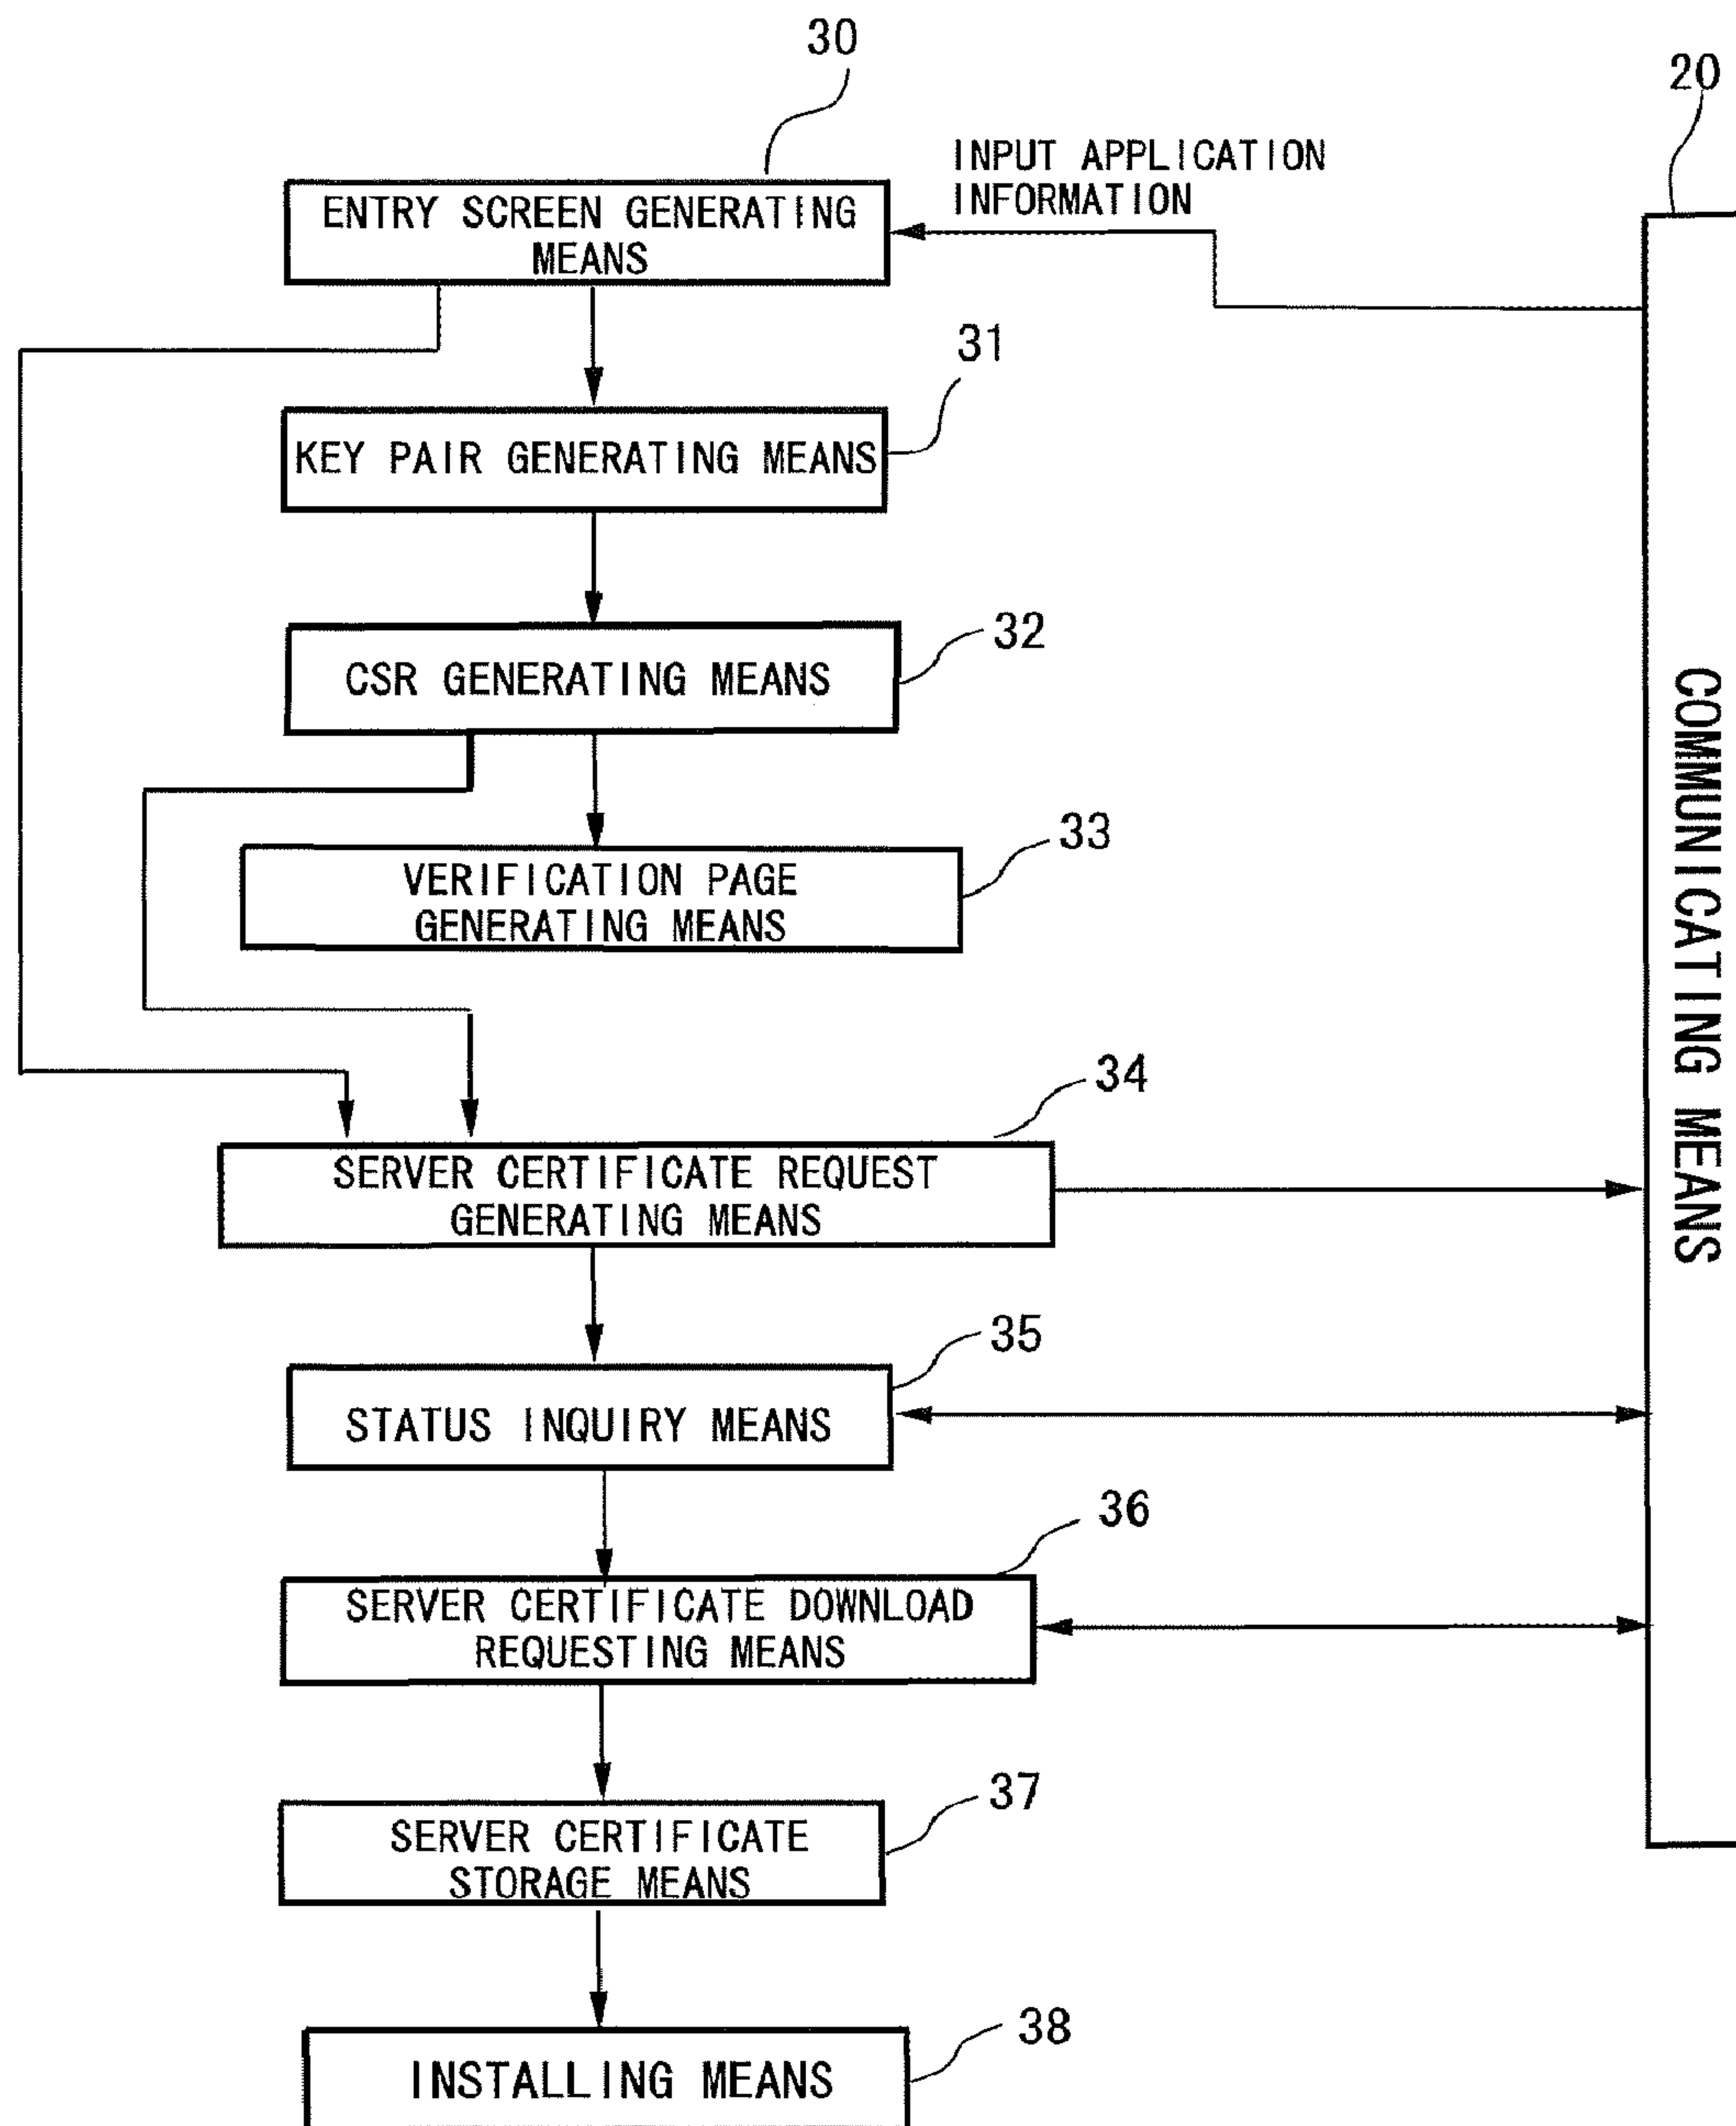 30
20
INPUT APPLICATION
INFORMATION
ENTRY SCREEN GENERATING
MEANS
31
KEY PAIR GENERATING MEANS
32
CSR GENERATING MEANS
33
VERIFICATION PAGE
GENERATING MEANS
COMMUNICATING MEANS
34
SERVER CERTIFICATE REQUEST
GENERATING MEANS
35
STATUS INQUIRY MEANS
36
SERVER CERTIFICATE DOWNLOAD
REQUESTING MEANS
37
SERVER CERTIFICATE
STORAGE MEANS
38
INSTALLING MEANS